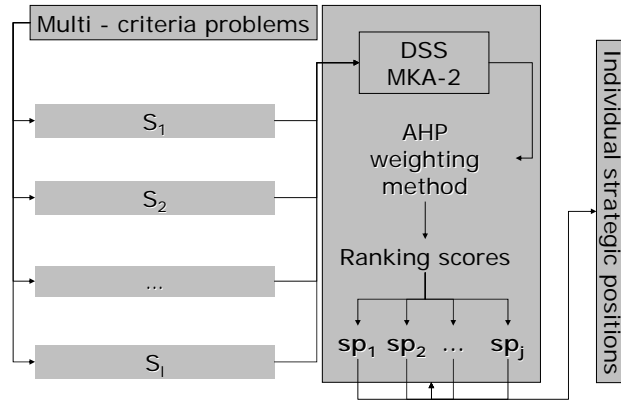 Multi - criteria problems
S₁
S₂
...
Sₗ
DSS
MKA-2
AHP
weighting
method
Ranking scores
sp₁ sp₂ ... spⱼ
Individual strategic positions